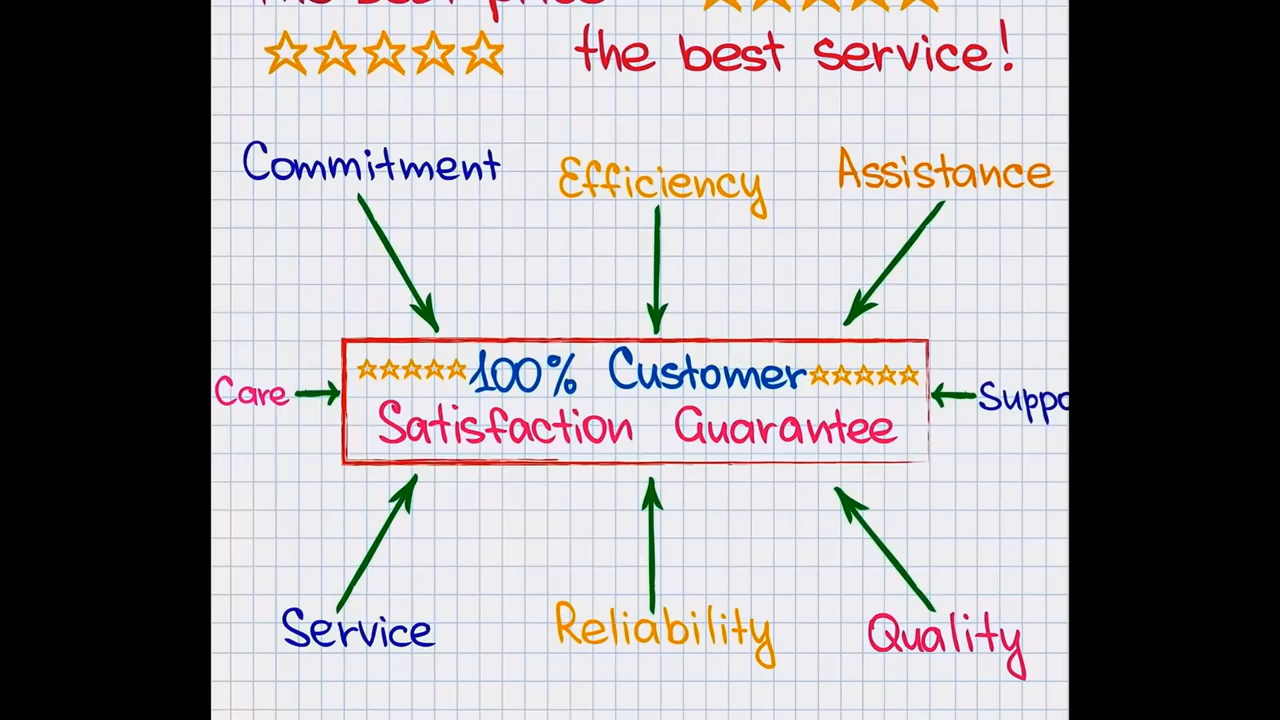 the best service!
Commitment
Efficiency
Assistance
100% Customer
Satisfaction Guarantee
Care
Service
Reliability
Quality